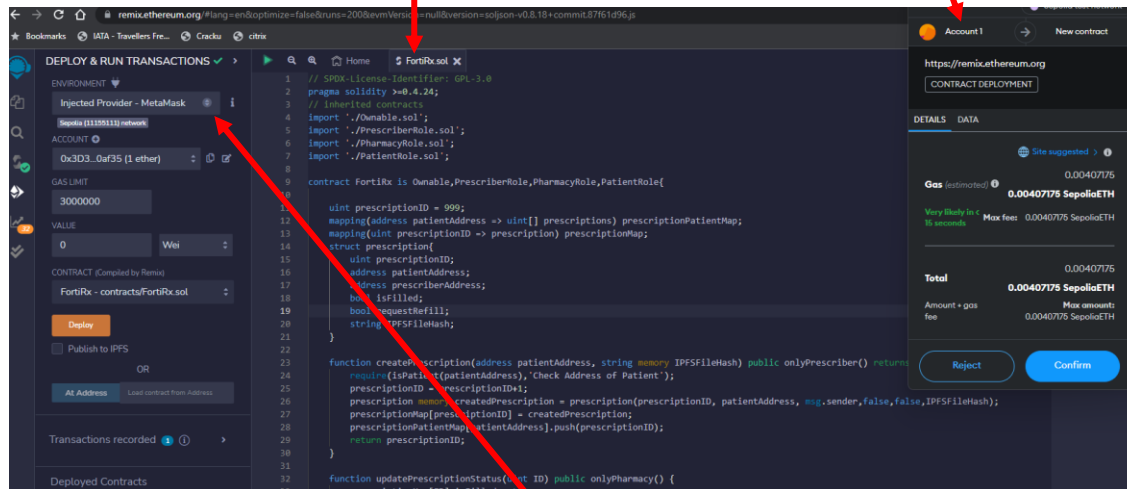 remix.ethereum.org/#lang=en&optimize=false&runs=200&evmVersion=null&version=soljson-v0.8.18+commit.87f61d96.js
Bookmarks IATA - Travellers Fre... Cracku citrix
DEPLOY & RUN TRANSACTIONS
ENVIRONMENT
Injected Provider - MetaMask
Sepolia (11155111) network
ACCOUNT
0x3D3...0af35 (1 ether)
GAS LIMIT
3000000
VALUE
0 Wei
CONTRACT (Compiled by Remix)
FortiRx - contracts/FortiRx.sol
Deploy
Publish to IPFS
OR
At Address Load contract from Address
Transactions recorded 1
Deployed Contracts
32
Home FortiRx.sol
1 // SPDX-License-Identifier: GPL-3.0
2 pragma solidity >=0.4.24;
3 // inherited contracts
4 import './Ownable.sol';
5 import './PrescriberRole.sol';
6 import './PharmacyRole.sol';
7 import './PatientRole.sol';
8
9 contract FortiRx is Ownable,PrescriberRole,PharmacyRole,PatientRole{
10
11 uint prescriptionID = 999;
12 mapping(address patientAddress => uint[] prescriptions) prescriptionPatientMap;
13 mapping(uint prescriptionID => prescription) prescriptionMap;
14 struct prescription{
15 uint prescriptionID;
16 address patientAddress;
17 address prescriberAddress;
18 bool isFilled;
19 bool requestRefill;
20 string IPFSFileHash;
21 }
22
23 function createPrescription(address patientAddress, string memory IPFSFileHash) public onlyPrescriber() returns
24 require(isPatient(patientAddress),'Check Address of Patient');
25 prescriptionID = prescriptionID+1;
26 prescription memory createdPrescription = prescription(prescriptionID, patientAddress, msg.sender,false,false,IPFSFileHash);
27 prescriptionMap[prescriptionID] = createdPrescription;
28 prescriptionPatientMap[patientAddress].push(prescriptionID);
29 return prescriptionID;
30 }
31
32 function updatePrescriptionStatus(uint ID) public onlyPharmacy() {
Account 1 New contract
https://remix.ethereum.org
CONTRACT DEPLOYMENT
DETAILS DATA
Site suggested >
0.00407175
Gas (estimated) 0.00407175 SepoliaETH
Very likely in < 15 seconds Max fee: 0.00407175 SepoliaETH
0.00407175
Total 0.00407175 SepoliaETH
Amount + gas fee Max amount: 0.00407175 SepoliaETH
Reject Confirm